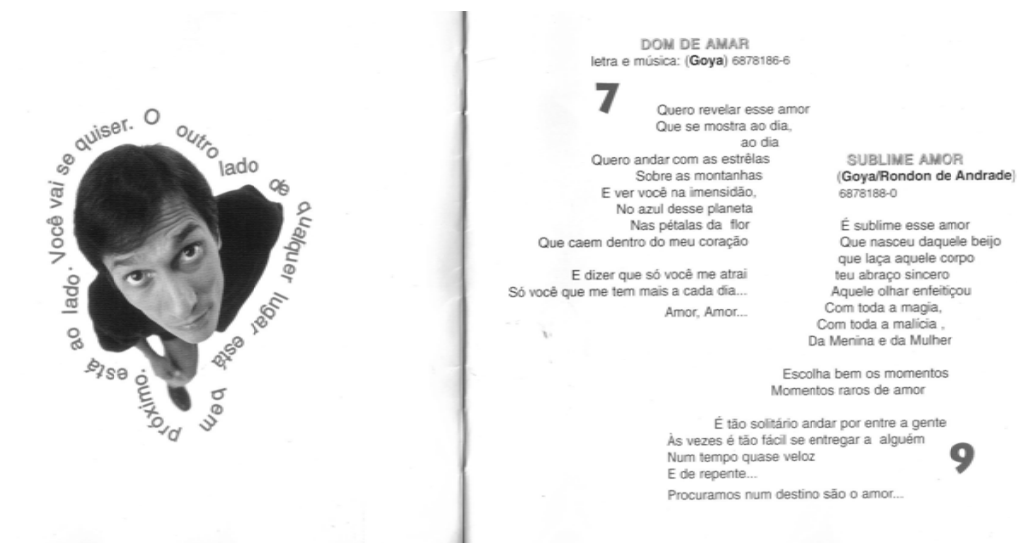 Você vai se quiser. O outro lado de qualquer lugar está bem próximo. está ao lado.
DOM DE AMAR
letra e música: (Goya) 6878186-6
7
Quero revelar esse amor
Que se mostra ao dia,
ao dia
Quero andar com as estrêlas
Sobre as montanhas
E ver você na imensidão,
No azul desse planeta
Nas pétalas da flor
Que caem dentro do meu coração
E dizer que só você me atrai
Só você que me tem mais a cada dia...
Amor, Amor...
SUBLIME AMOR
(Goya/Rondon de Andrade)
6878188-0
É sublime esse amor
Que nasceu daquele beijo
que laça aquele corpo
teu abraço sincero
Aquele olhar enfeitiçou
Com toda a magia,
Com toda a malícia ,
Da Menina e da Mulher
Escolha bem os momentos
Momentos raros de amor
É tão solitário andar por entre a gente
Às vezes é tão fácil se entregar a alguém
Num tempo quase veloz
E de repente...
Procuramos num destino são o amor...
9